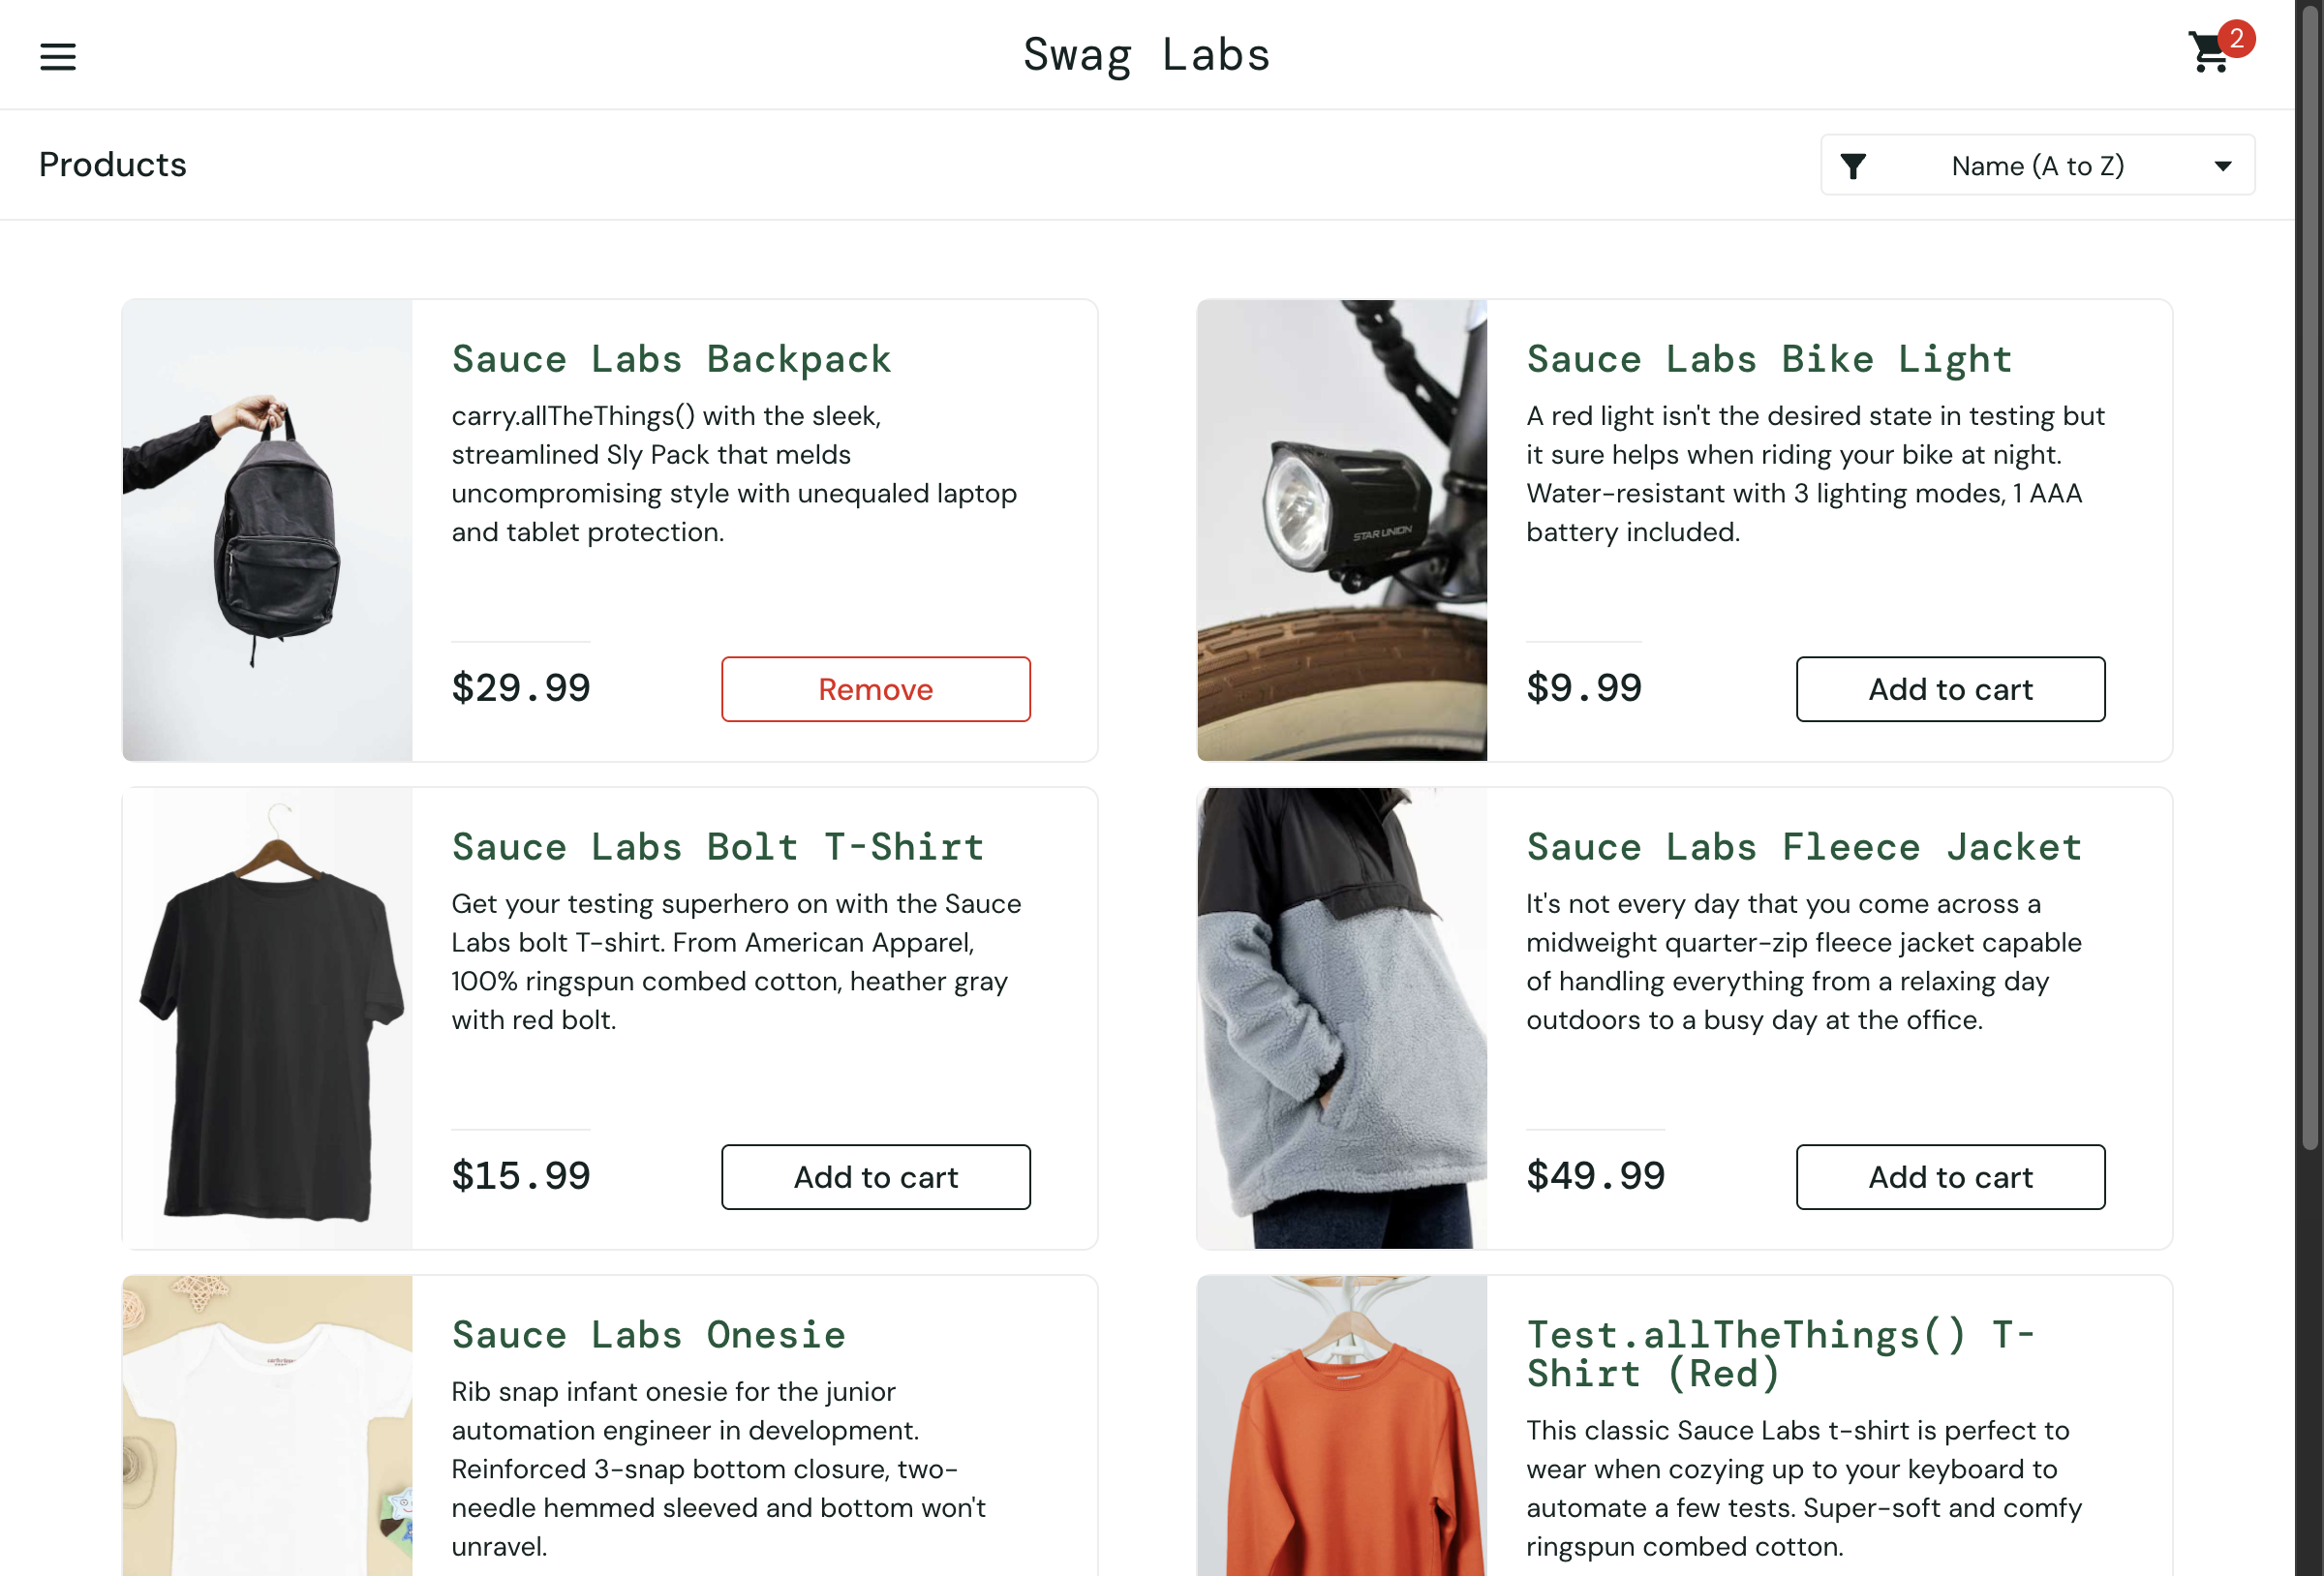 Swag Labs
2
Products
Name (A to Z)
Sauce Labs Backpack
carry.allTheThings() with the sleek,
streamlined Sly Pack that melds
uncompromising style with unequaled laptop
and tablet protection.
$29.99
Remove
Sauce Labs Bike Light
A red light isn't the desired state in testing but
it sure helps when riding your bike at night.
Water-resistant with 3 lighting modes, 1 AAA
battery included.
$9.99
Add to cart
STAR UNION
Sauce Labs Bolt T-Shirt
Get your testing superhero on with the Sauce
Labs bolt T-shirt. From American Apparel,
100% ringspun combed cotton, heather gray
with red bolt.
$15.99
Add to cart
Sauce Labs Fleece Jacket
It's not every day that you come across a
midweight quarter-zip fleece jacket capable
of handling everything from a relaxing day
outdoors to a busy day at the office.
$49.99
Add to cart
Sauce Labs Onesie
Rib snap infant onesie for the junior
automation engineer in development.
Reinforced 3-snap bottom closure, two-
needle hemmed sleeved and bottom won't
unravel.
Test.allTheThings() T-
Shirt (Red)
This classic Sauce Labs t-shirt is perfect to
wear when cozying up to your keyboard to
automate a few tests. Super-soft and comfy
ringspun combed cotton.